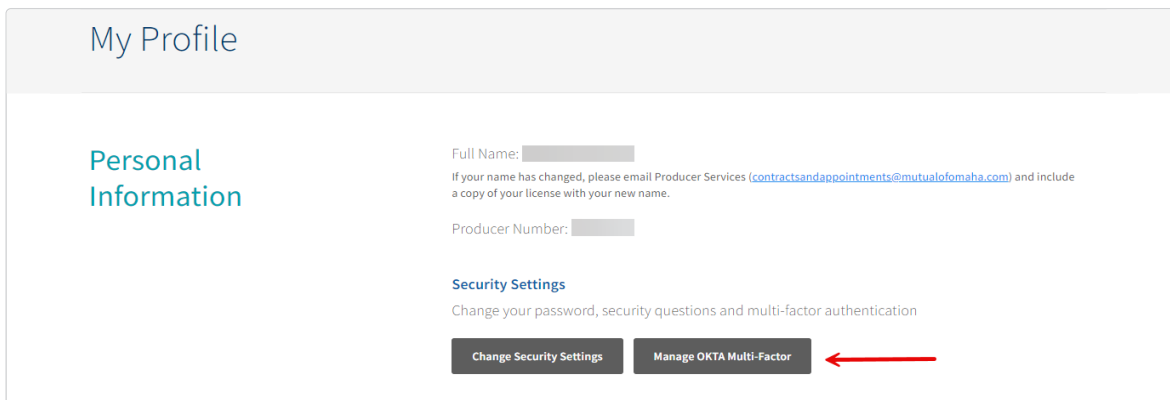 My Profile
Personal
Information
Full Name:
If your name has changed, please email Producer Services (contractsandappointments@mutualofomaha.com) and include
a copy of your license with your new name.
Producer Number:
Security Settings
Change your password, security questions and multi-factor authentication
Change Security Settings
Manage OKTA Multi-Factor